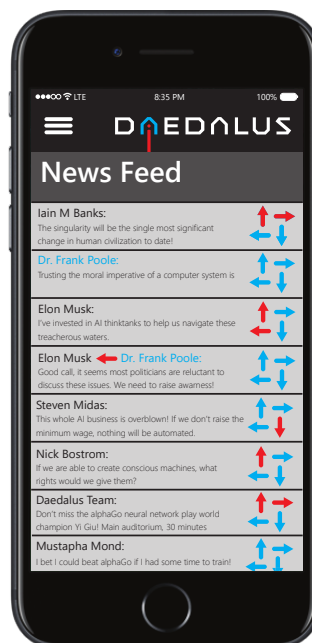 LTE 8:35 PM 100%
DAEDALUS
News Feed
Iain M Banks:
The singularity will be the single most significant
change in human civilization to date!
Dr. Frank Poole:
Trusting the moral imperative of a computer system is
Elon Musk:
I've invested in AI thinktanks to help us navigate these
treacherous waters.
Elon Musk Dr. Frank Poole:
Good call, it seems most politicians are reluctant to
discuss these issues. We need to raise awarness!
Steven Midas:
This whole AI business is overblown! If we don't raise the
minimum wage, nothing will be automated.
Nick Bostrom:
If we are able to create conscious machines, what
rights would we give them?
Daedalus Team:
Don't miss the alphaGo neural network play world
champion Yi Giu! Main auditorium, 30 minutes
Mustapha Mond:
I bet I could beat alphaGo if I had some time to train!